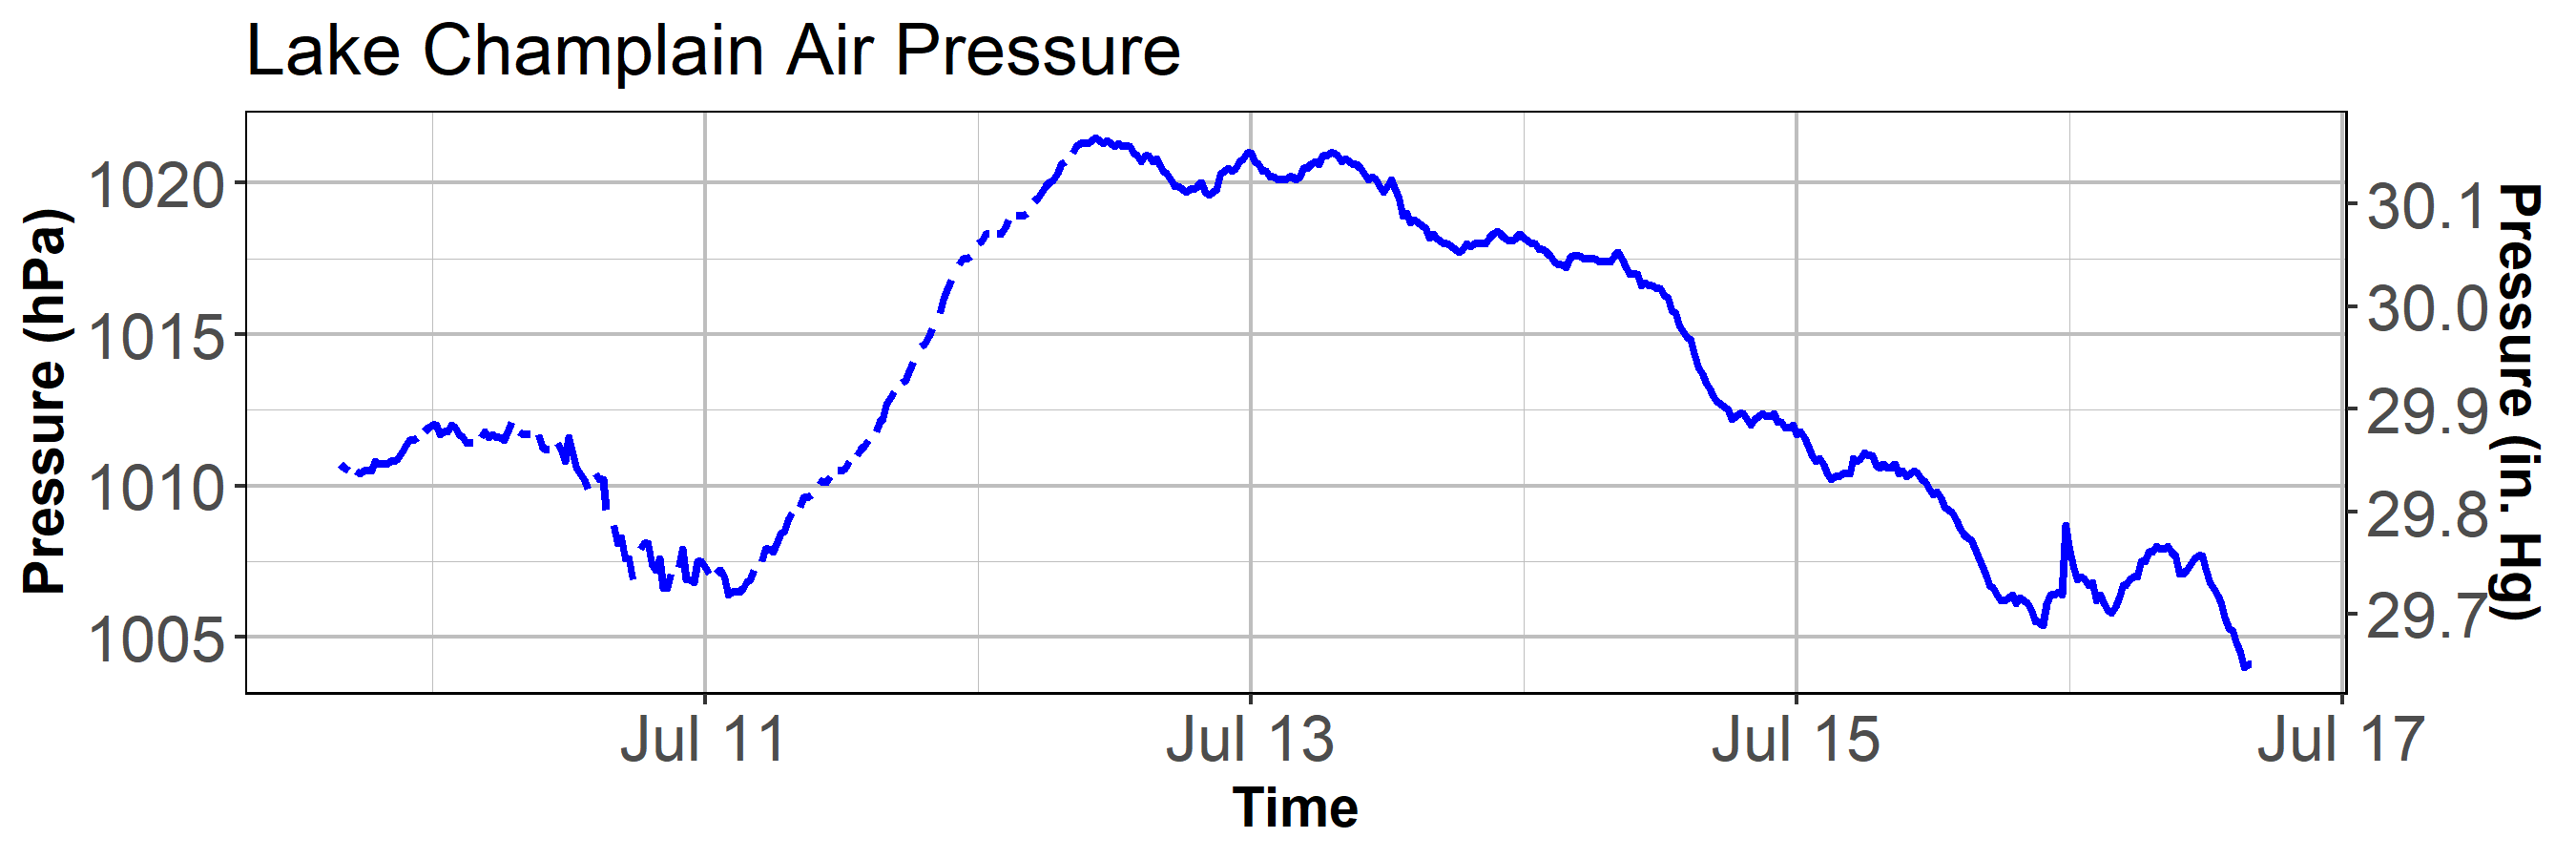 Lake Champlain Air Pressure
Pressure (hPa)
1020
1015
1010
1005
30.1
30.0
29.9
29.8
29.7
Pressure (in. Hg)
Jul 11
Jul 13
Jul 15
Jul 17
Time